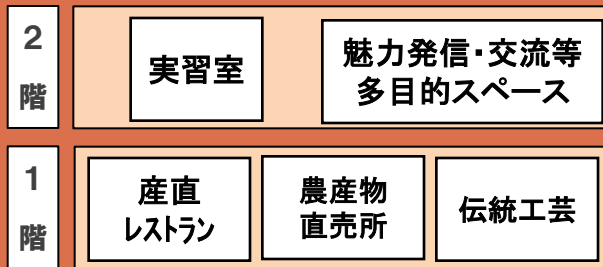 2
階
実習室
魅力発信・交流等
多目的スペース
1
階
産直
レストラン
農産物
直売所
伝統工芸